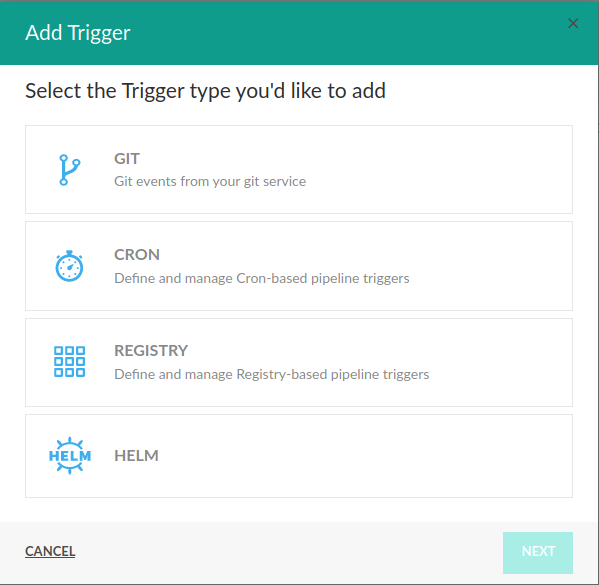 Add Trigger
Select the Trigger type you'd like to add
GIT
Git events from your git service
CRON
Define and manage Cron-based pipeline triggers
REGISTRY
Define and manage Registry-based pipeline triggers
HELM HELM
CANCEL NEXT